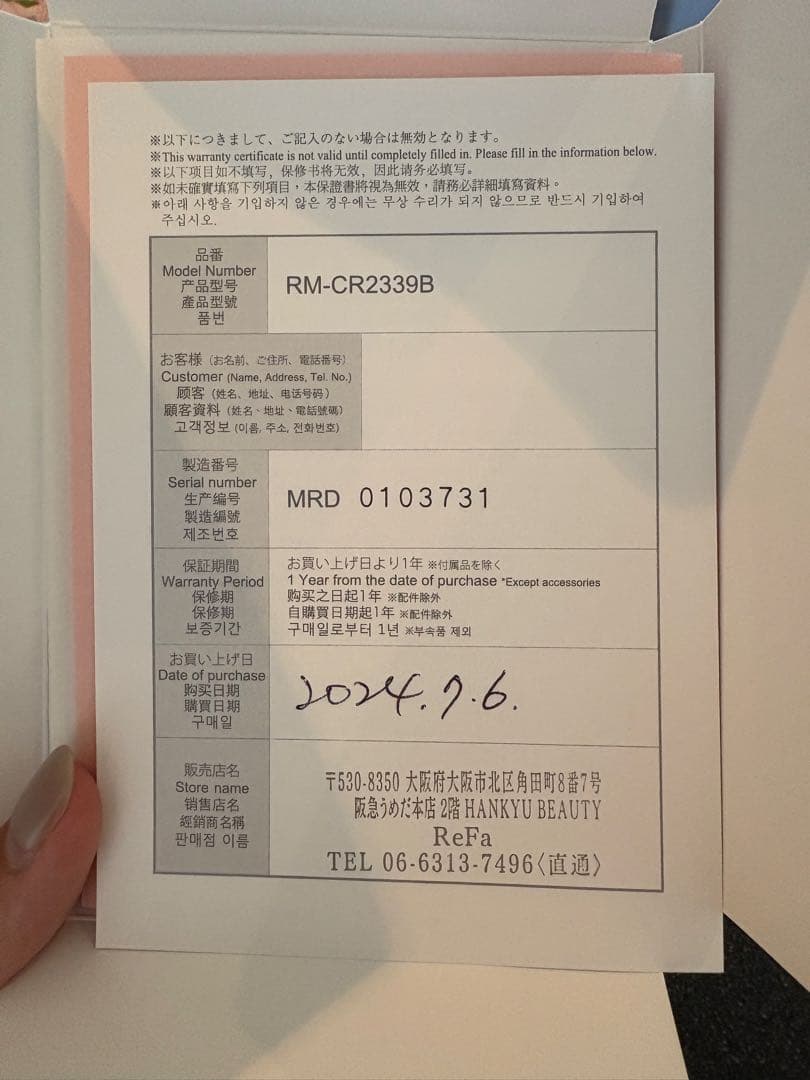 ※以下につきまして、ご記入のない場合は無効となります。
※This warranty certificate is not valid until completely filled in. Please fill in the information below.
※以下项目如不填写，保修书将无效，因此请务必填写。
※如未確實填寫下列項目，本保證書將視為無效，請務必詳細填寫資料。
※아래 사항을 기입하지 않은 경우에는 무상 수리가 되지 않으므로 반드시 기입하여
주십시오.
品番
Model Number
产品型号
產品型號
품번
RM-CR2339B
お客様（お名前、ご住所、電話番号）
Customer (Name, Address, Tel. No.)
顾客（姓名、地址、电话号码）
顧客資料（姓名、地址、電話號碼）
고객정보 (이름, 주소, 전화번호)
製造番号
Serial number
生产编号
製造編號
제조번호
MRD 0103731
保証期間
Warranty Period
保修期
保修期
보증기간
お買い上げ日より1年 ※付属品を除く
1 Year from the date of purchase *Except accessories
购买之日起1年 ※配件除外
自購買日期起1年 ※配件除外
구매일로부터 1년 ※부속품 제외
お買い上げ日
Date of purchase
购买日期
購買日期
구매일
2024.7.6.
販売店名
Store name
销售店名
經銷商名稱
판매점 이름
〒530-8350 大阪府大阪市北区角田町8番7号
阪急うめだ本店 2階 HANKYU BEAUTY
ReFa
TEL 06-6313-7496〈直通〉